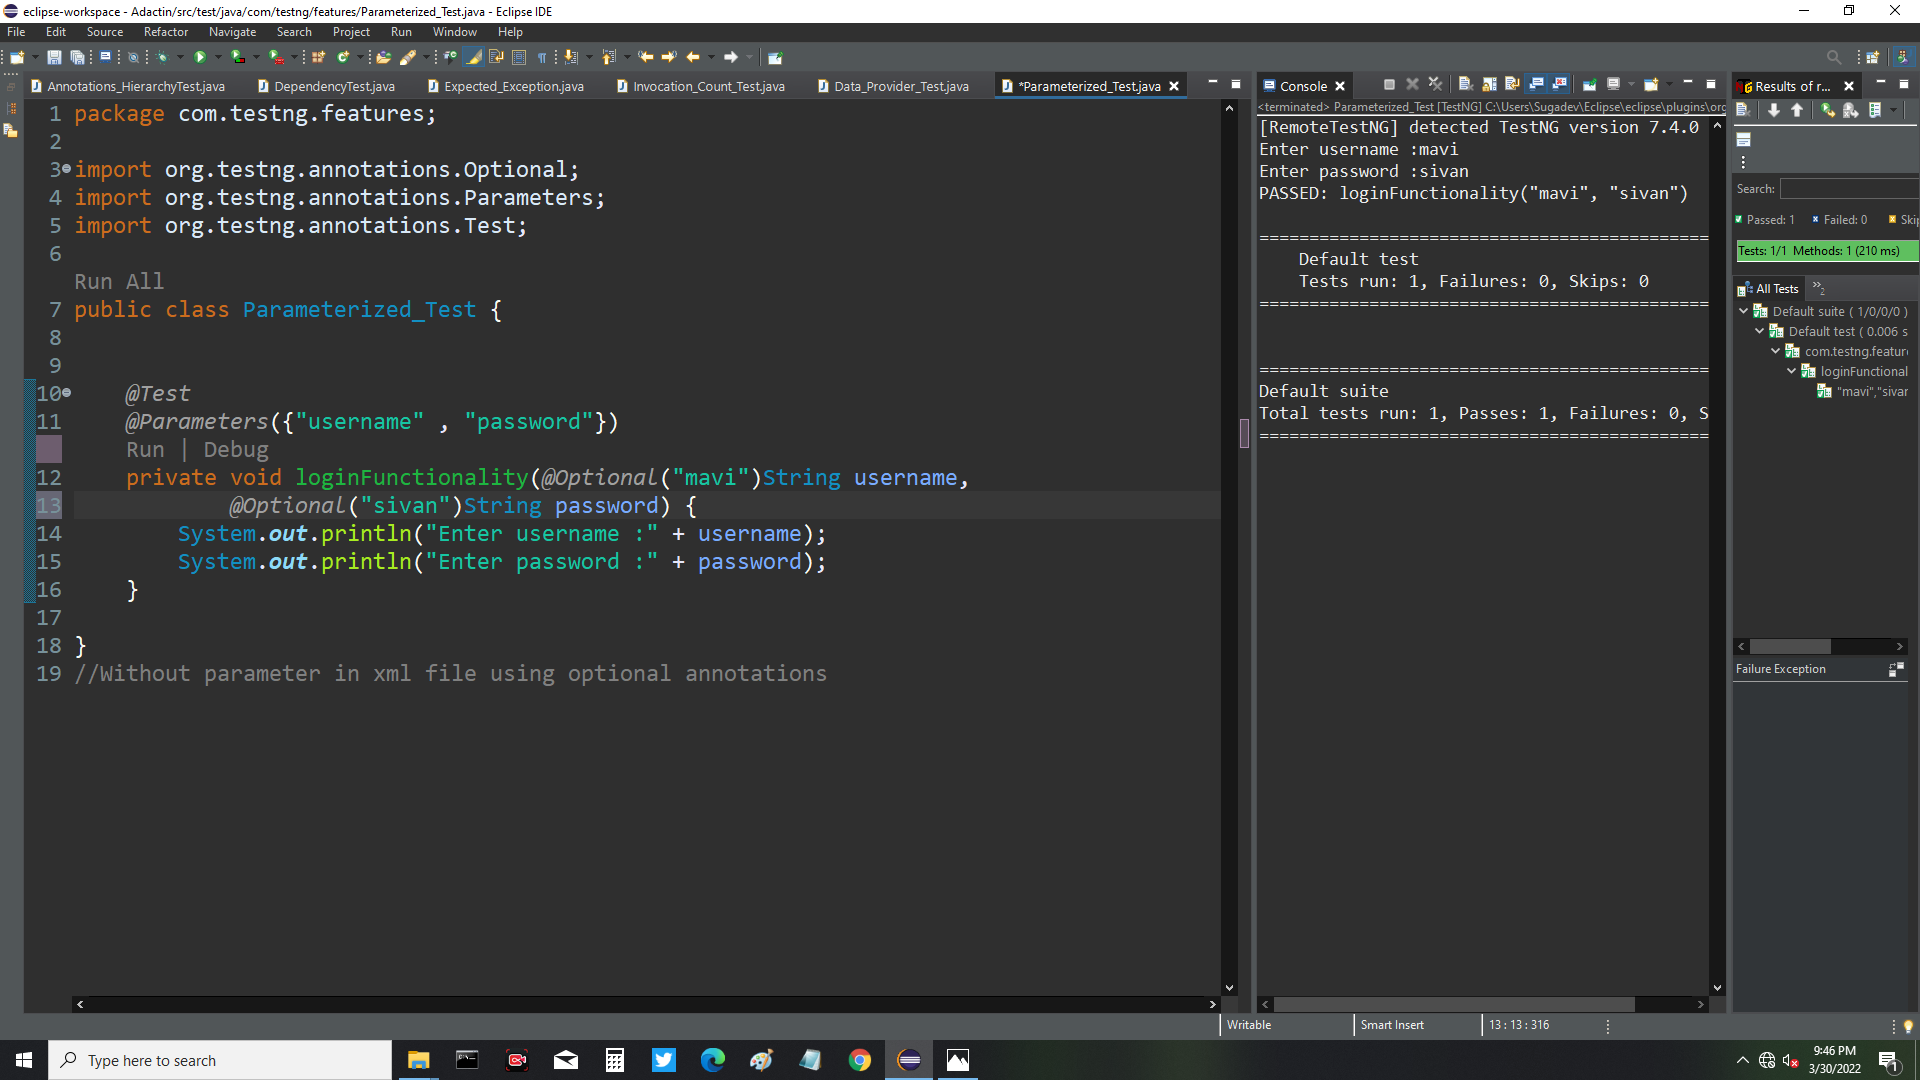 eclipse-workspace - Adactin/src/test/java/com/testng/features/Parameterized_Test.java - Eclipse IDE
File Edit Source Refactor Navigate Search Project Run Window Help
Annotations_HierarchyTest.java DependencyTest.java Expected_Exception.java Invocation_Count_Test.java Data_Provider_Test.java *Parameterized_Test.java
1 package com.testng.features;
2
3 import org.testng.annotations.Optional;
4 import org.testng.annotations.Parameters;
5 import org.testng.annotations.Test;
6
Run All
7 public class Parameterized_Test {
8
9
10 @Test
11 @Parameters({"username" , "password"})
Run | Debug
12 private void loginFunctionality(@Optional("mavi")String username,
13 @Optional("sivan")String password) {
14 System.out.println("Enter username :" + username);
15 System.out.println("Enter password :" + password);
16 }
17
18 }
19 //Without parameter in xml file using optional annotations
Console
<terminated> Parameterized_Test [TestNG] C:\Users\Sugadev\Eclipse\eclipse\plugins\org
[RemoteTestNG] detected TestNG version 7.4.0
Enter username :mavi
Enter password :sivan
PASSED: loginFunctionality("mavi", "sivan")
=============================================
Default test
Tests run: 1, Failures: 0, Skips: 0
=============================================
=============================================
Default suite
Total tests run: 1, Passes: 1, Failures: 0, S
=============================================
Results of r...
Search:
Passed: 1 Failed: 0 Skip
Tests: 1/1 Methods: 1 (210 ms)
All Tests »2
Default suite ( 1/0/0/0 )
Default test ( 0.006 s
com.testng.featur
loginFunctional
"mavi","sivar
Failure Exception
Writable Smart Insert 13 : 13 : 316
Type here to search
9:46 PM
3/30/2022
1